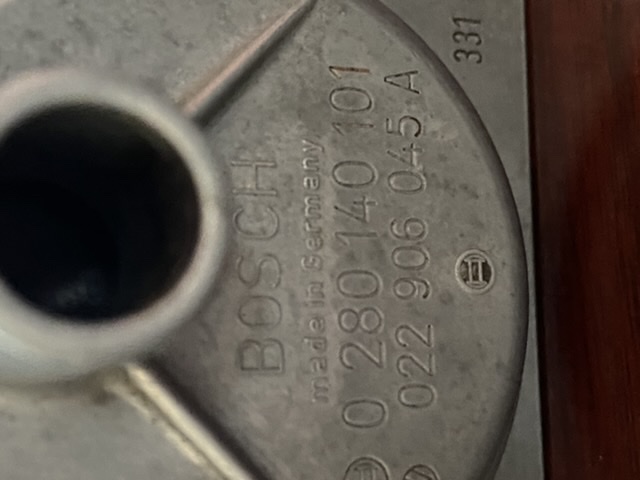 BOSCH
made in Germany
0 280 140 101
022 906 045 A
331